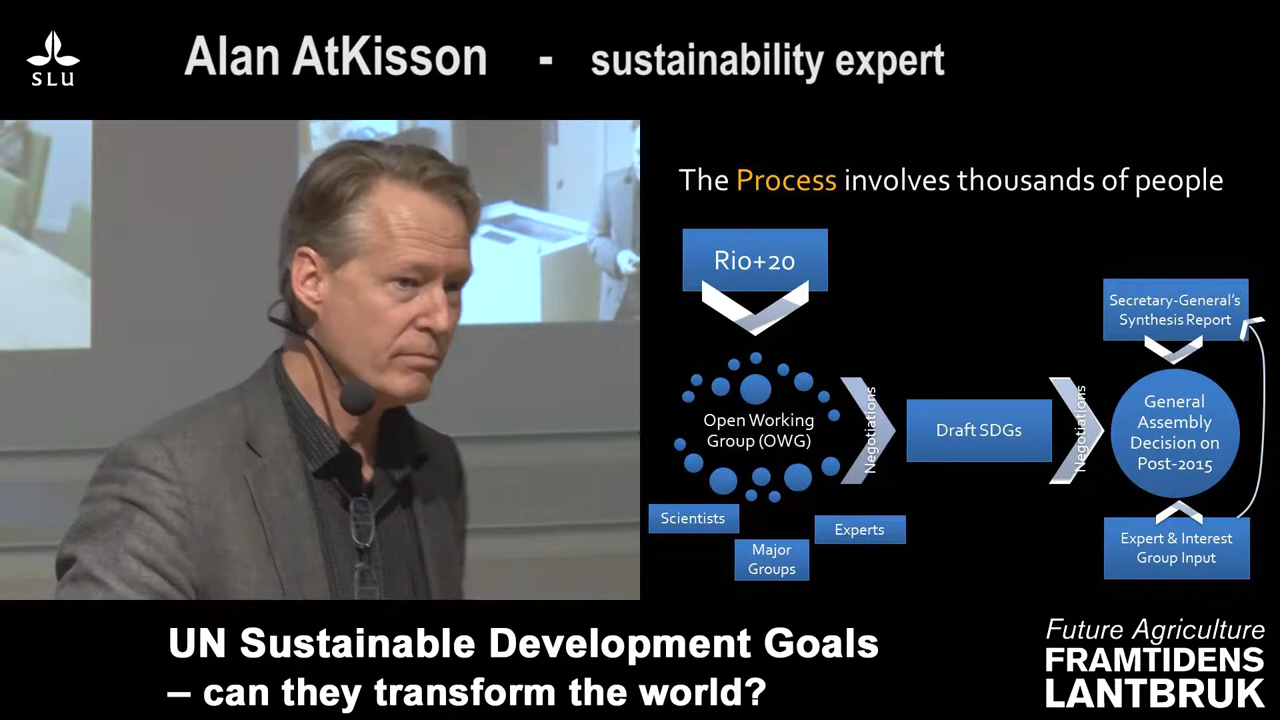 SLU
Alan AtKisson - sustainability expert
The Process involves thousands of people
Rio+20
Secretary-General's
Synthesis Report
Open Working
Group (OWG)
Negotiations
Draft SDGs
Negotiations
General
Assembly
Decision on
Post-2015
Scientists
Major
Groups
Experts
Expert & Interest
Group Input
UN Sustainable Development Goals
– can they transform the world?
Future Agriculture
FRAMTIDENS
LANTBRUK